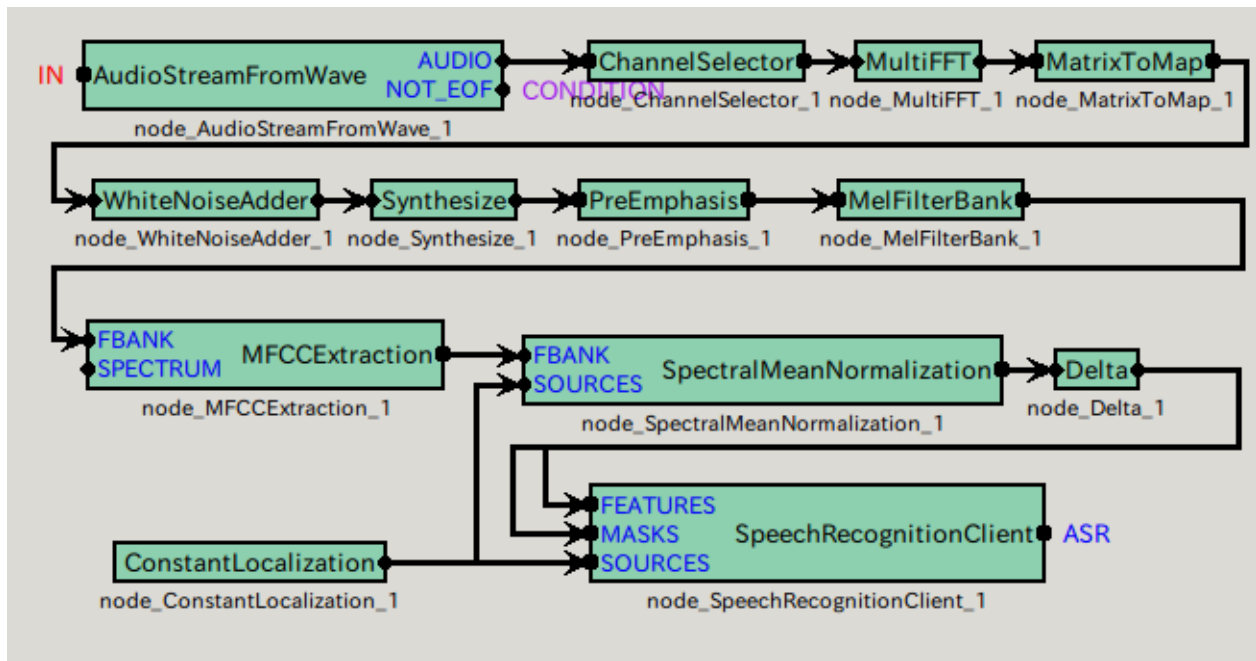 IN AudioStreamFromWave AUDIO ChannelSelector MultiFFT MatrixToMap
NOT_EOF CONDITION
node_AudioStreamFromWave_1 node_ChannelSelector_1 node_MultiFFT_1 node_MatrixToMap_1
WhiteNoiseAdder Synthesize PreEmphasis MelFilterBank
node_WhiteNoiseAdder_1 node_Synthesize_1 node_PreEmphasis_1 node_MelFilterBank_1
FBANK MFCCExtraction
SPECTRUM
node_MFCCExtraction_1
FBANK SpectralMeanNormalization Delta
SOURCES
node_SpectralMeanNormalization_1 node_Delta_1
FEATURES
MASKS SpeechRecognitionClient ASR
SOURCES
node_SpeechRecognitionClient_1
ConstantLocalization
node_ConstantLocalization_1